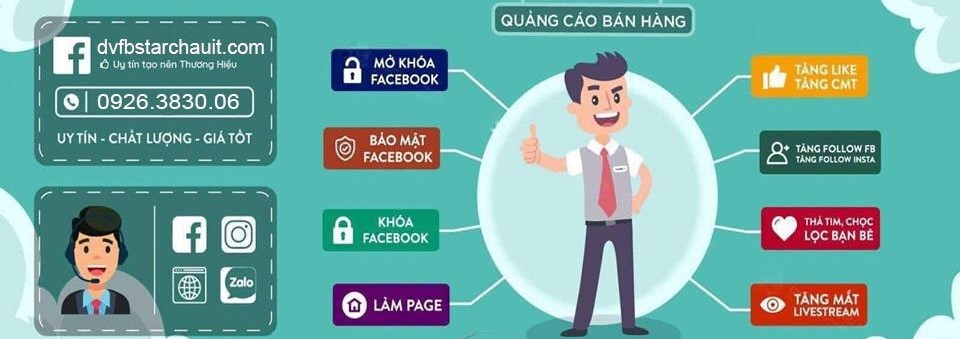 QUẢNG CÁO BÁN HÀNG
dvfbstarchauit.com
Uy tín tạo nên Thương Hiệu
0926.3830.06
UY TÍN - CHẤT LƯỢNG - GIÁ TỐT
Zalo
MỞ KHÓA
FACEBOOK
BẢO MẬT
FACEBOOK
KHÓA
FACEBOOK
LÀM PAGE
TĂNG LIKE
TĂNG CMT
TĂNG FOLLOW FB
TĂNG FOLLOW INSTA
THẢ TIM, CHỌC
LỌC BẠN BÈ
TĂNG MẮT
LIVESTREAM